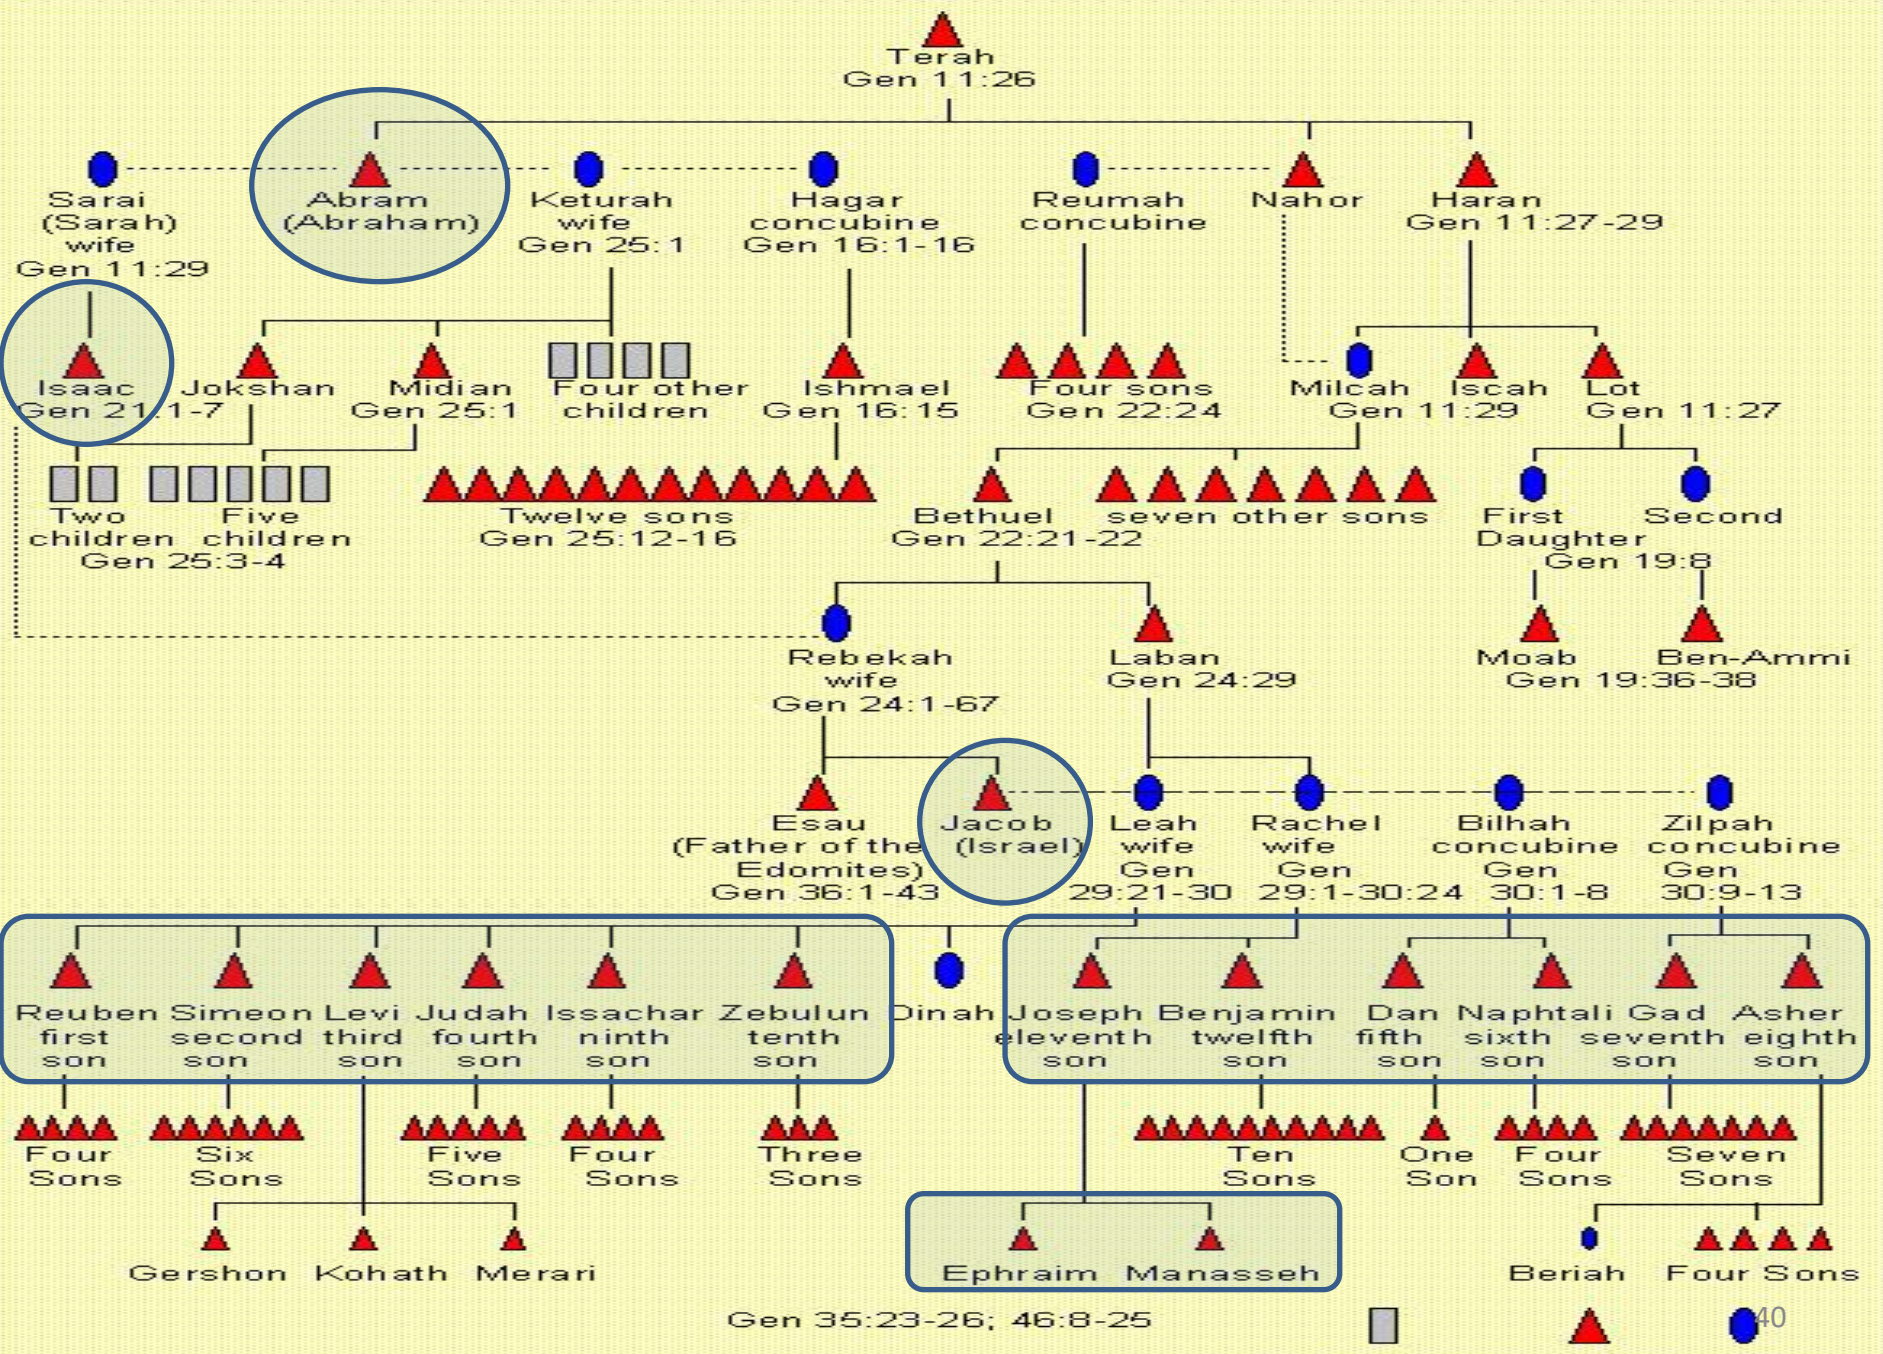 Terah
Gen 11:26
Sarai
(Sarah)
wife
Gen 11:29
Abram
(Abraham)
Keturah
wife
Gen 25:1
Hagar
concubine
Gen 16:1-16
Reumah
concubine
Nahor
Haran
Gen 11:27-29
Isaac
Gen 21:1-7
Jokshan
Midian
Gen 25:1
Four other
children
Ishmael
Gen 16:15
Four sons
Gen 22:24
Milcah
Iscah
Gen 11:29
Lot
Gen 11:27
Two
children
Five
children
Gen 25:3-4
Twelve sons
Gen 25:12-16
Bethuel
Gen 22:21-22
seven other sons
First
Daughter
Second
Gen 19:8
Rebekah
wife
Gen 24:1-67
Laban
Gen 24:29
Moab
Ben-Ammi
Gen 19:36-38
Esau
(Father of the
Edomites)
Gen 36:1-43
Jacob
(Israel)
Leah
wife
Gen
29:21-30
Rachel
wife
Gen
29:1-30:24
Bilhah
concubine
Gen
30:1-8
Zilpah
concubine
Gen
30:9-13
Reuben
first
son
Simeon
second
son
Levi
third
son
Judah
fourth
son
Issachar
ninth
son
Zebulun
tenth
son
Dinah
Joseph
eleventh
son
Benjamin
twelfth
son
Dan
fifth
son
Naphtali
sixth
son
Gad
seventh
son
Asher
eighth
son
Four
Sons
Six
Sons
Five
Sons
Four
Sons
Three
Sons
Ten
Sons
One
Son
Four
Sons
Seven
Sons
Gershon
Kohath
Merari
Ephraim
Manasseh
Beriah
Four Sons
Gen 35:23-26; 46:8-25
40